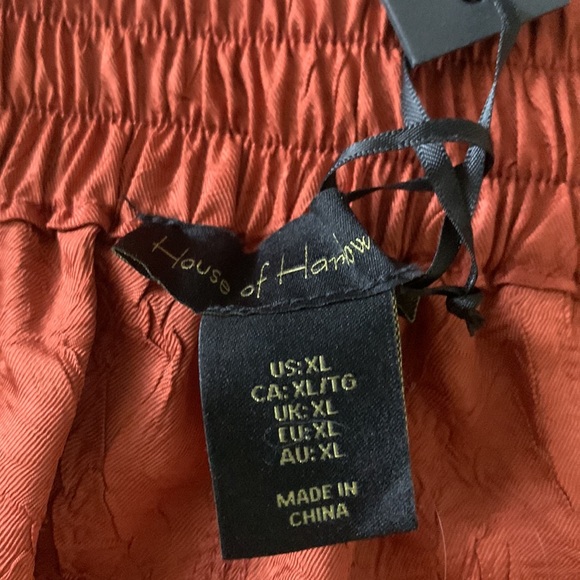 House of Harlow
US: XL
CA: XL/TG
UK: XL
EU: XL
AU: XL
MADE IN
CHINA